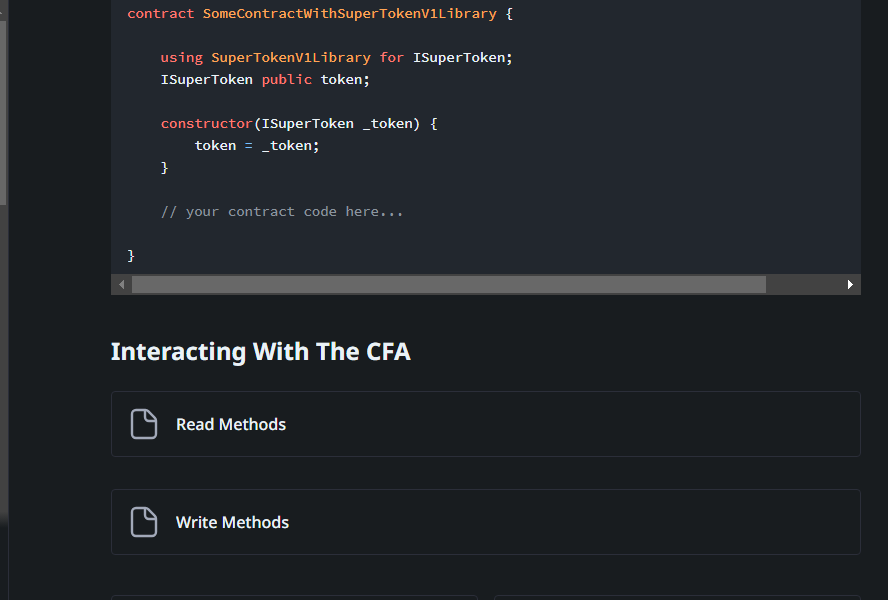 contract SomeContractWithSuperTokenV1Library {
using SuperTokenV1Library for ISuperToken;
ISuperToken public token;
constructor(ISuperToken _token) {
token = _token;
}
// your contract code here...
}
Interacting With The CFA
Read Methods
Write Methods